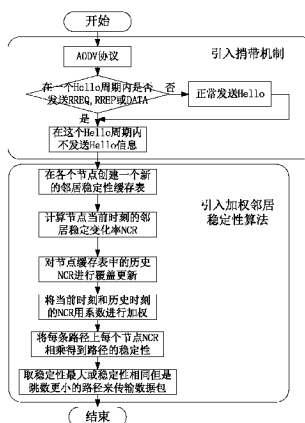 开始
引入捎带机制
AODV协议
在一个Hello周期内是否
发送RREQ,RREP或DATA
否
正常发送Hello
是
在这个Hello周期内
不发送Hello信息
在各个节点创建一个新
的邻居稳定性缓存表
引入加权邻居
稳定性算法
计算节点当前时刻的邻
居稳定变化率NCR
对节点缓存表中的历史
NCR进行覆盖更新
将当前时刻和历史时刻
的NCR用系数进行加权
将每条路径上每个节点NCR
相乘得到路径的稳定性
取稳定性最大或稳定性相同但是
跳数更小的路径来传输数据包
结束